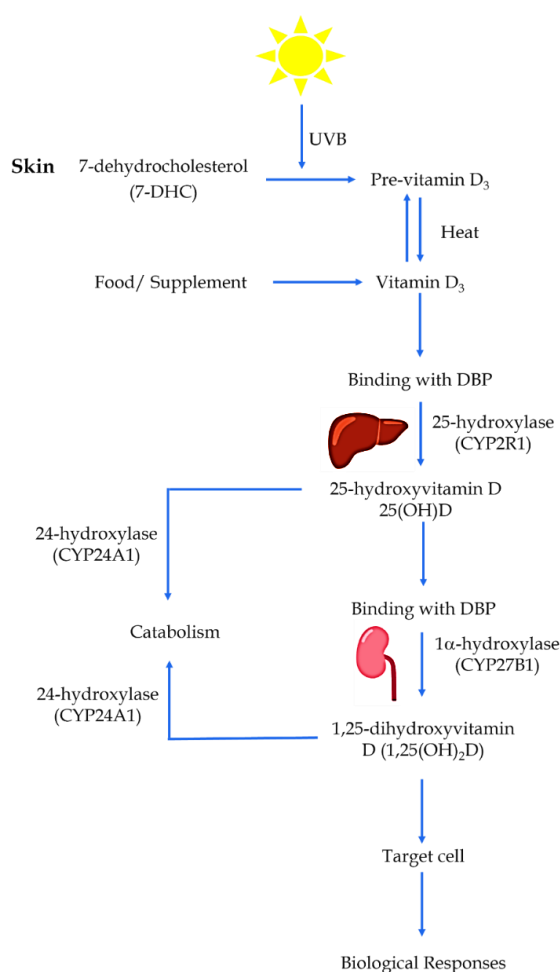 UVB
Skin
7-dehydrocholesterol
(7-DHC)
Pre-vitamin D₃
Heat
Food/ Supplement
Vitamin D₃
Binding with DBP
25-hydroxylase
(CYP2R1)
25-hydroxyvitamin D
25(OH)D
24-hydroxylase
(CYP24A1)
Binding with DBP
Catabolism
1α-hydroxylase
(CYP27B1)
24-hydroxylase
(CYP24A1)
1,25-dihydroxyvitamin
D (1,25(OH)₂D)
Target cell
Biological Responses